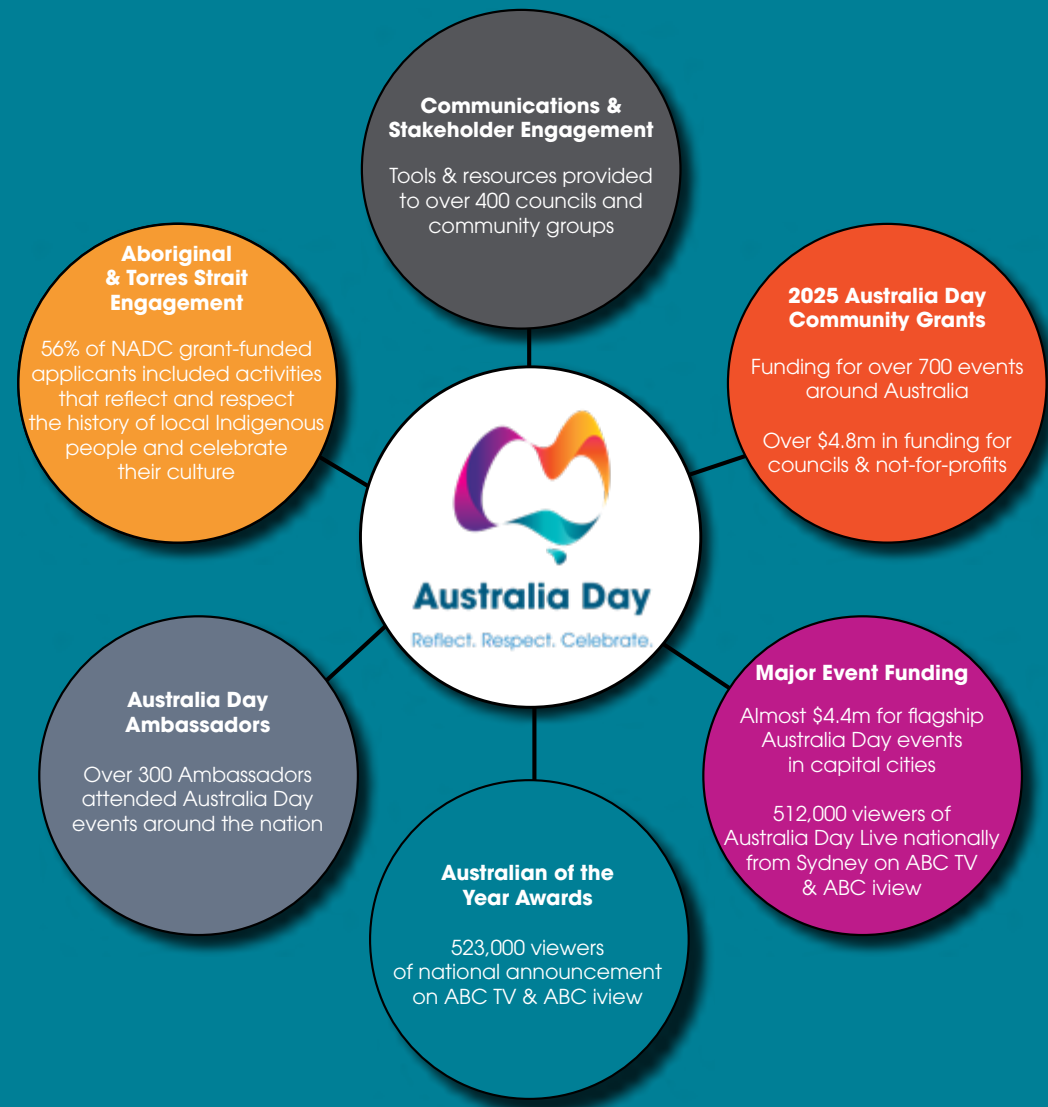 Communications &
Stakeholder Engagement
Tools & resources provided
to over 400 councils and
community groups
Aboriginal
& Torres Strait
Engagement
56% of NADC grant-funded
applicants included activities
that reflect and respect
the history of local Indigenous
people and celebrate
their culture
2025 Australia Day
Community Grants
Funding for over 700 events
around Australia
Over $4.8m in funding for
councils & not-for-profits
Australia Day
Reflect. Respect. Celebrate.
Australia Day
Ambassadors
Over 300 Ambassadors
attended Australia Day
events around the nation
Major Event Funding
Almost $4.4m for flagship
Australia Day events
in capital cities
512,000 viewers of
Australia Day Live nationally
from Sydney on ABC TV
& ABC iview
Australian of the
Year Awards
523,000 viewers
of national announcement
on ABC TV & ABC iview